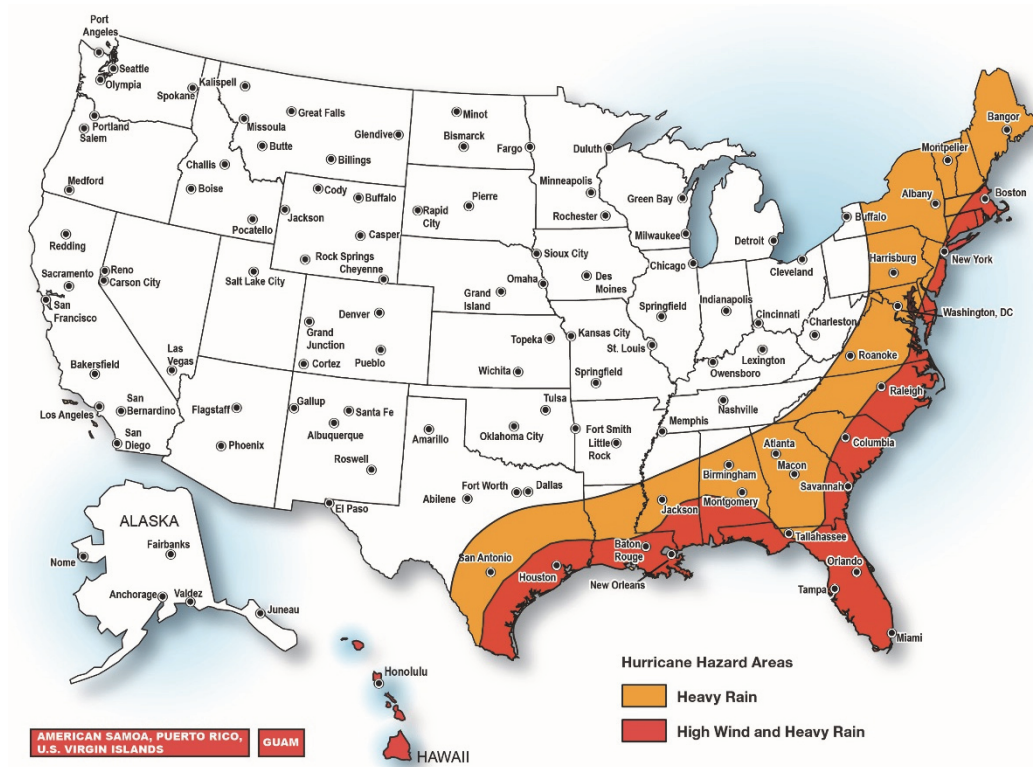 Port
Angeles
Seattle
Olympia
Spokane
Kalispell
Great Falls
Minot
Portland
Salem
Missoula
Butte
Glendive
Bismarck
Fargo
Duluth
Bangor
Montpelier
Challis
Billings
Medford
Boise
Cody
Buffalo
Pierre
Minneapolis
Green Bay
Albany
Boston
Jackson
Rapid
City
Rochester
Buffalo
Pocatello
Casper
Milwaukee
Detroit
Redding
Rock Springs
Cheyenne
Sioux City
Chicago
Cleveland
Harrisburg
New York
Sacramento
Reno
Carson City
Salt Lake City
Omaha
Des
Moines
San
Francisco
Grand
Island
Denver
Springfield
Indianapolis
Cincinnati
Washington, DC
Grand
Junction
Topeka
Kansas City
St. Louis
Charleston
Las
Vegas
Cortez
Pueblo
Lexington
Owensboro
Roanoke
Bakersfield
Wichita
Springfield
Raleigh
Los Angeles
San
Bernardino
Flagstaff
Gallup
Santa Fe
Tulsa
Nashville
Memphis
San
Diego
Albuquerque
Amarillo
Oklahoma City
Fort Smith
Little
Rock
Atlanta
Columbia
Phoenix
Roswell
Birmingham
Macon
Fort Worth
Dallas
Abilene
Montgomery
Savannah
El Paso
Jackson
Tallahassee
ALASKA
Fairbanks
Nome
San Antonio
Baton
Rouge
Orlando
Houston
New Orleans
Tampa
Anchorage
Valdez
Juneau
Miami
Honolulu
Hurricane Hazard Areas
Heavy Rain
High Wind and Heavy Rain
AMERICAN SAMOA, PUERTO RICO,
U.S. VIRGIN ISLANDS
GUAM
HAWAII